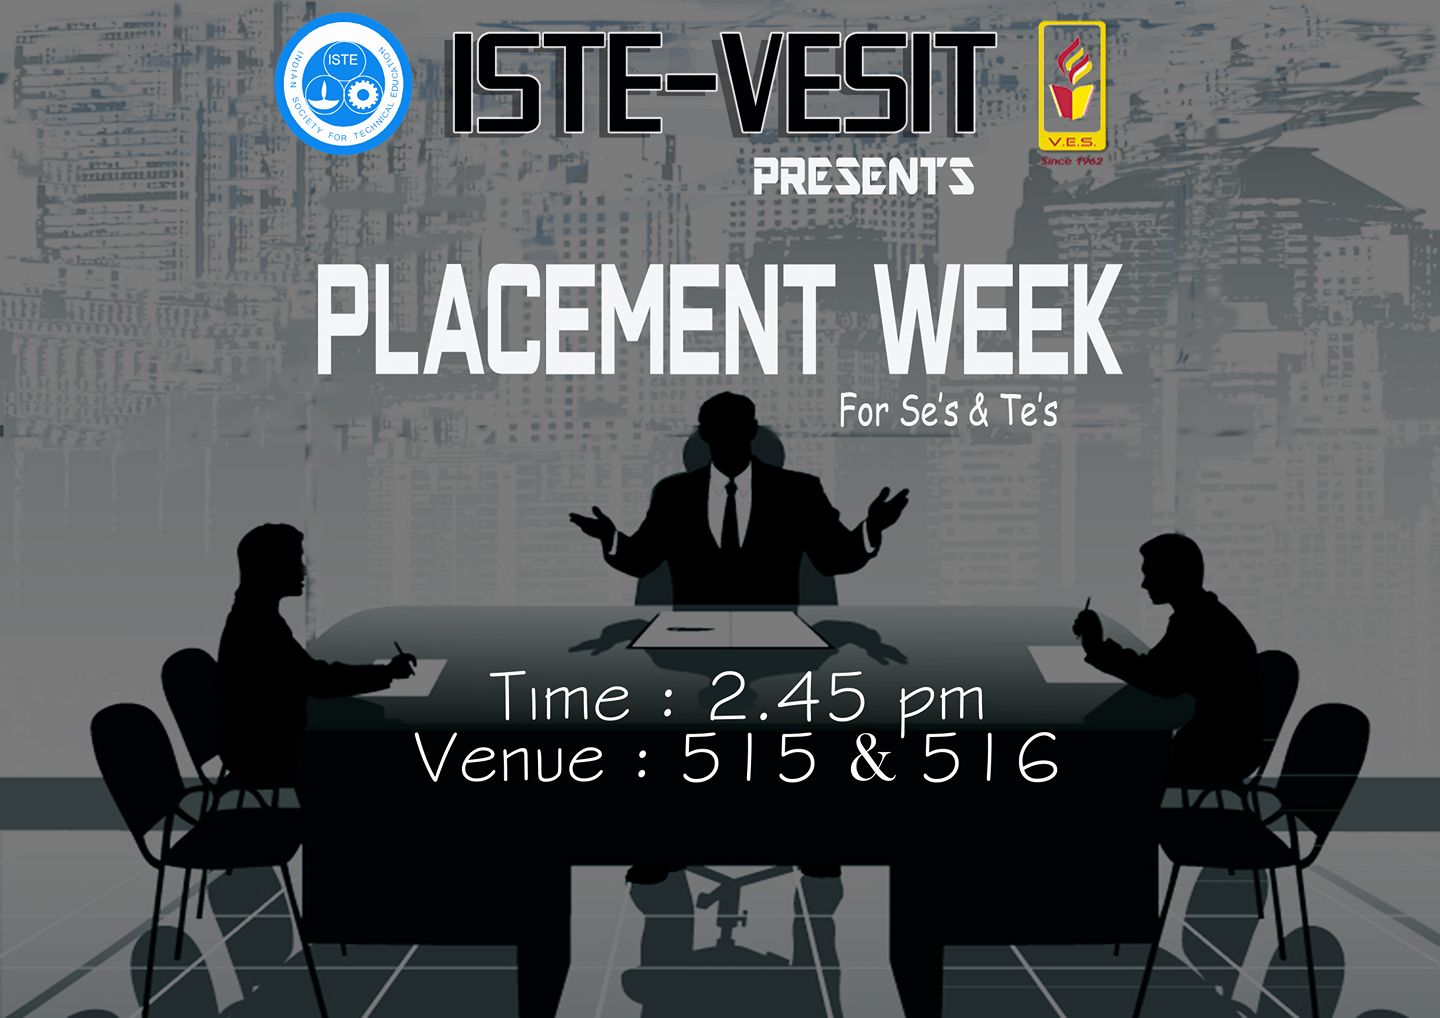 ISTE
INDIAN SOCIETY FOR TECHNICAL EDUCATION
ISTE-VESIT
V.E.S.
Since 1962
PRESENTS
PLACEMENT WEEK
For Se's & Te's
Time : 2.45 pm
Venue : 515 & 516